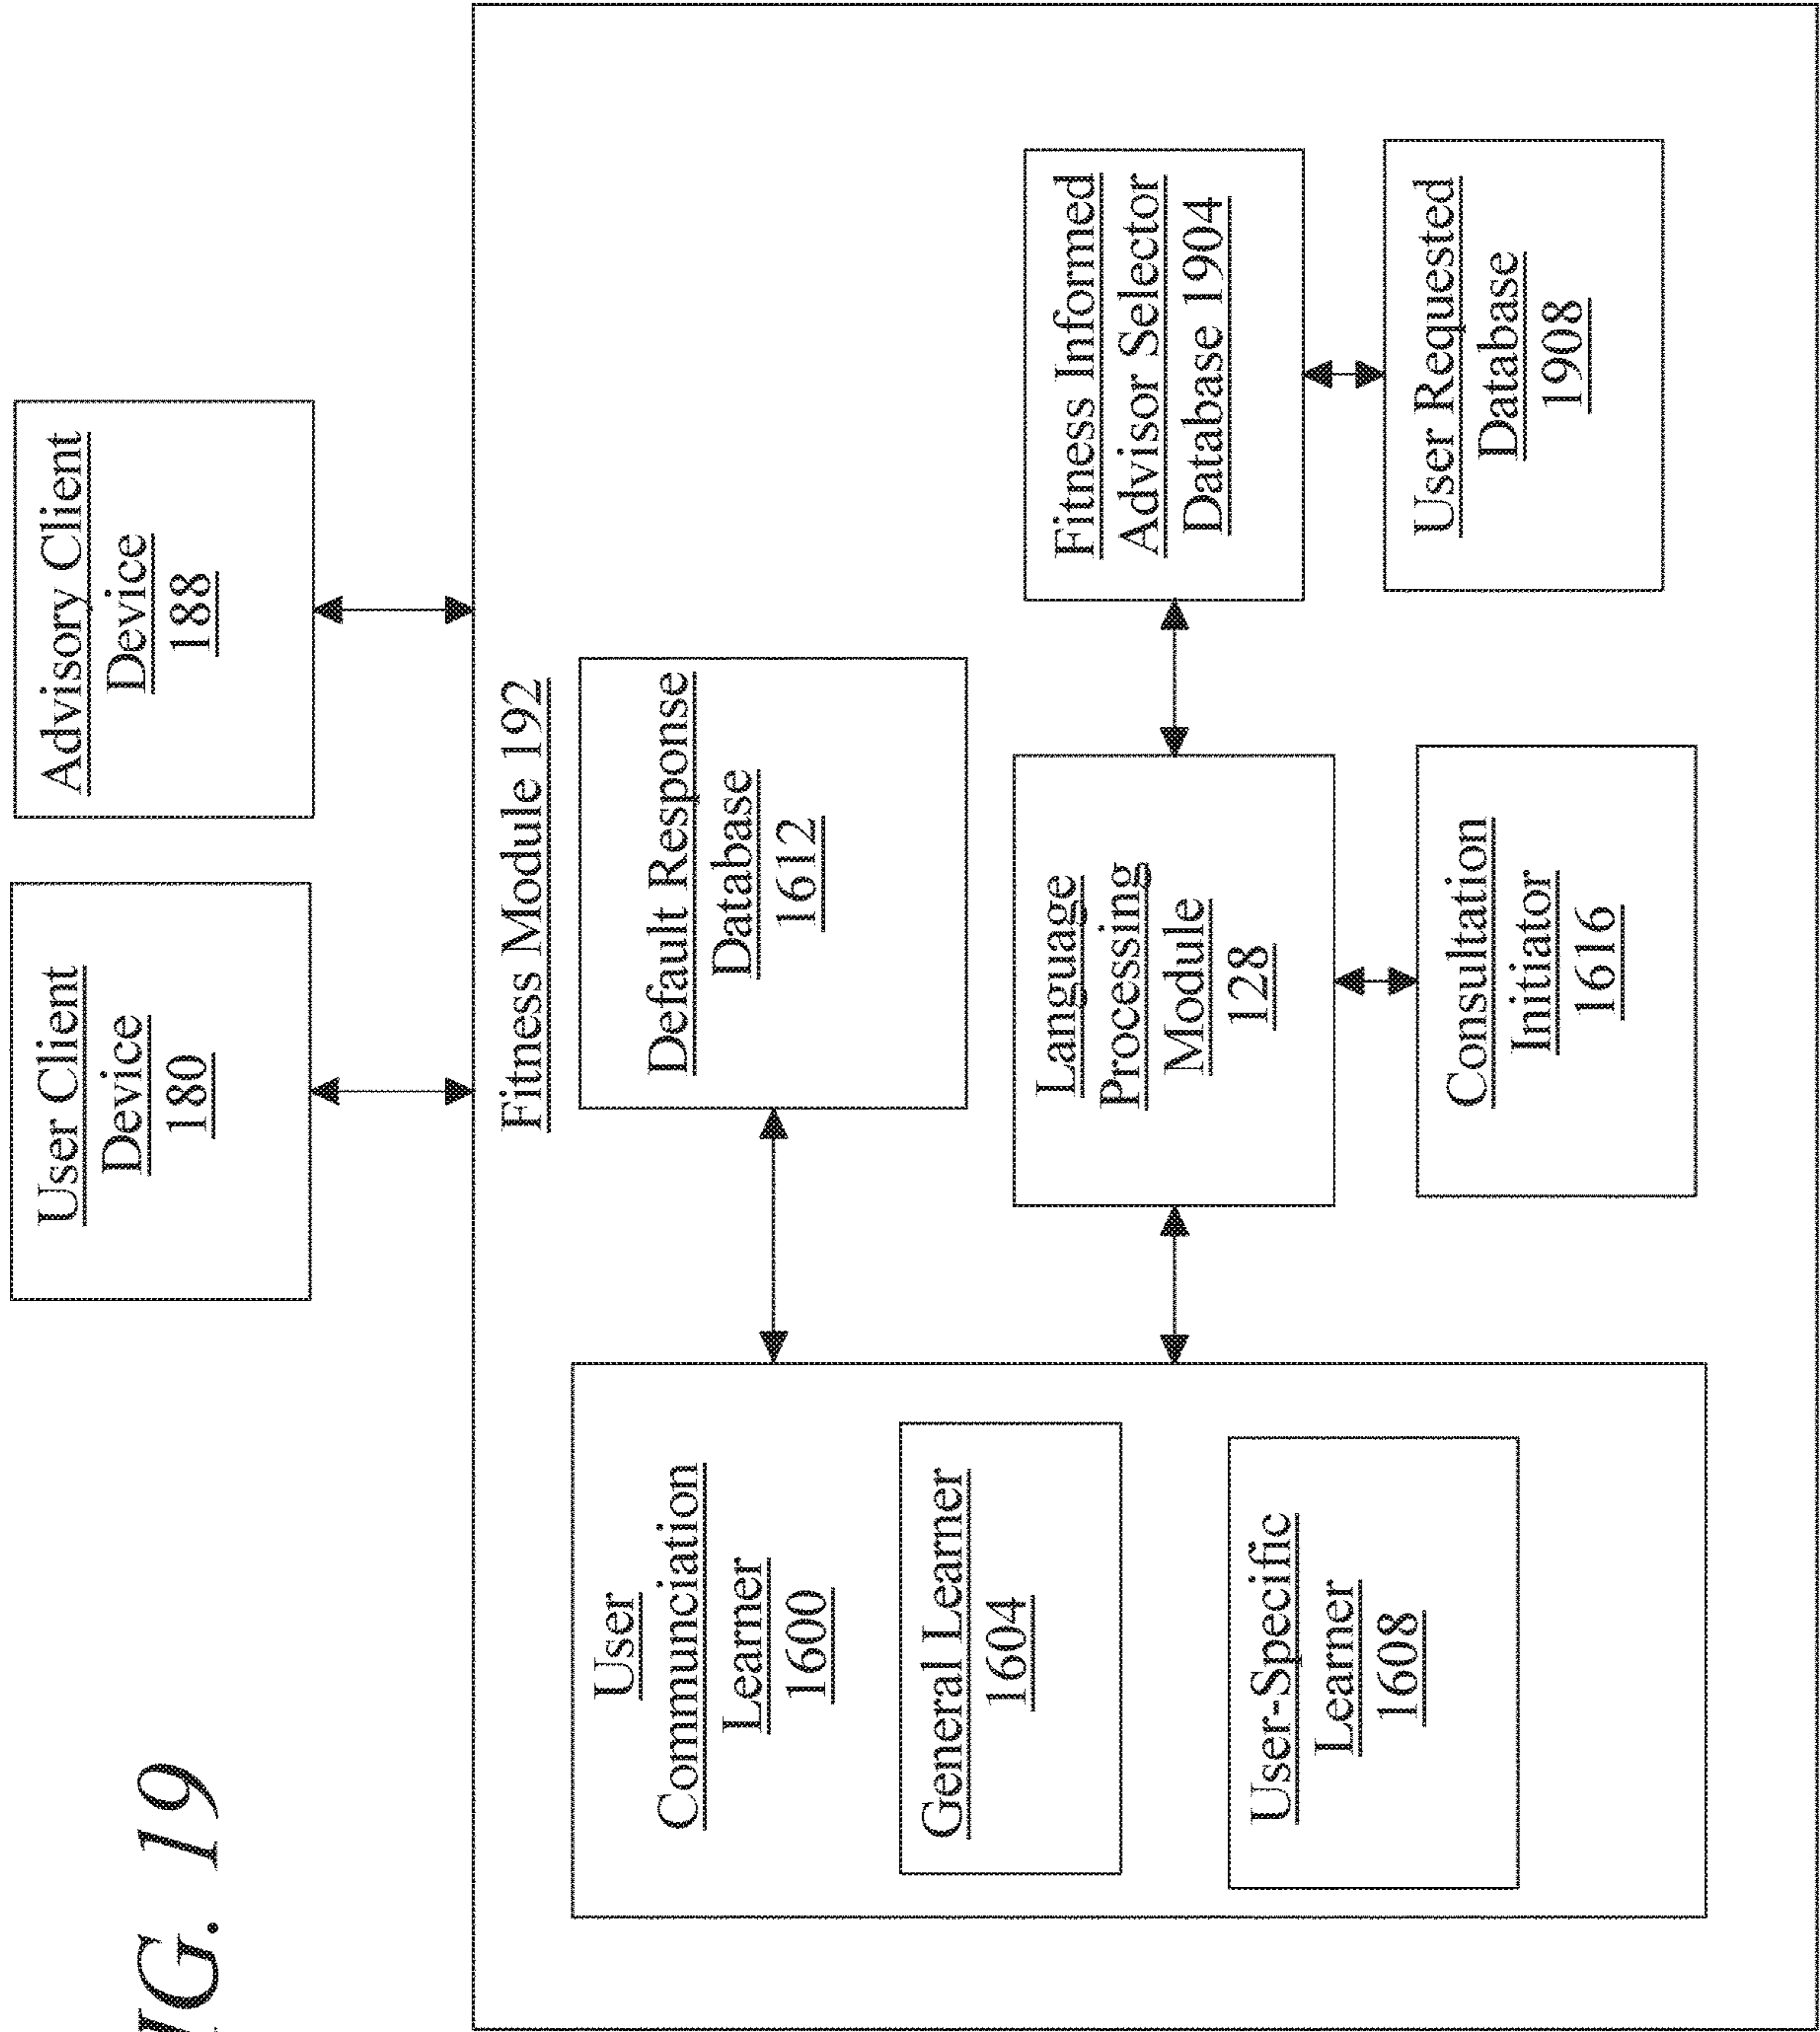 IG. 19
User Client
Device
180
Advisory Client
Device
188
Fitness Module 192
User
Communciation
Learner
1600
General Learner
1604
User-Specific
Learner
1608
Default Response
Database
1612
Language
Processing
Module
128
Consultation
Initiator
1616
Fitness Informed
Advisor Selector
Database 1904
User Requested
Database
1908